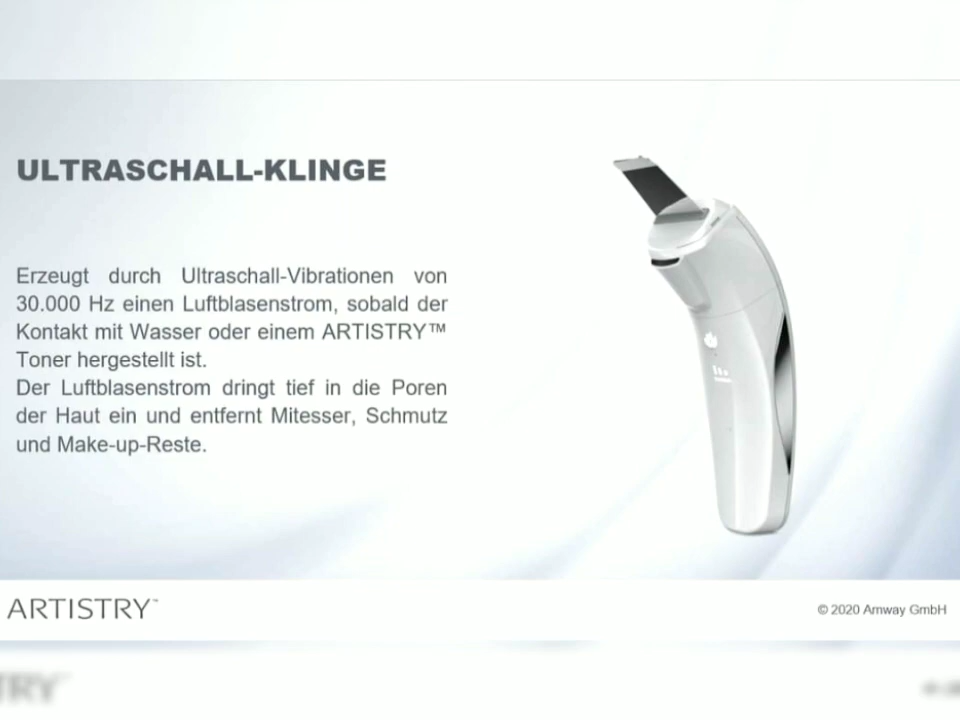 ULTRASCHALL-KLINGE
Erzeugt durch Ultraschall-Vibrationen von
30.000 Hz einen Luftblasenstrom, sobald der
Kontakt mit Wasser oder einem ARTISTRY™
Toner hergestellt ist.
Der Luftblasenstrom dringt tief in die Poren
der Haut ein und entfernt Mitesser, Schmutz
und Make-up-Reste.
ARTISTRY™
© 2020 Amway GmbH
TRY